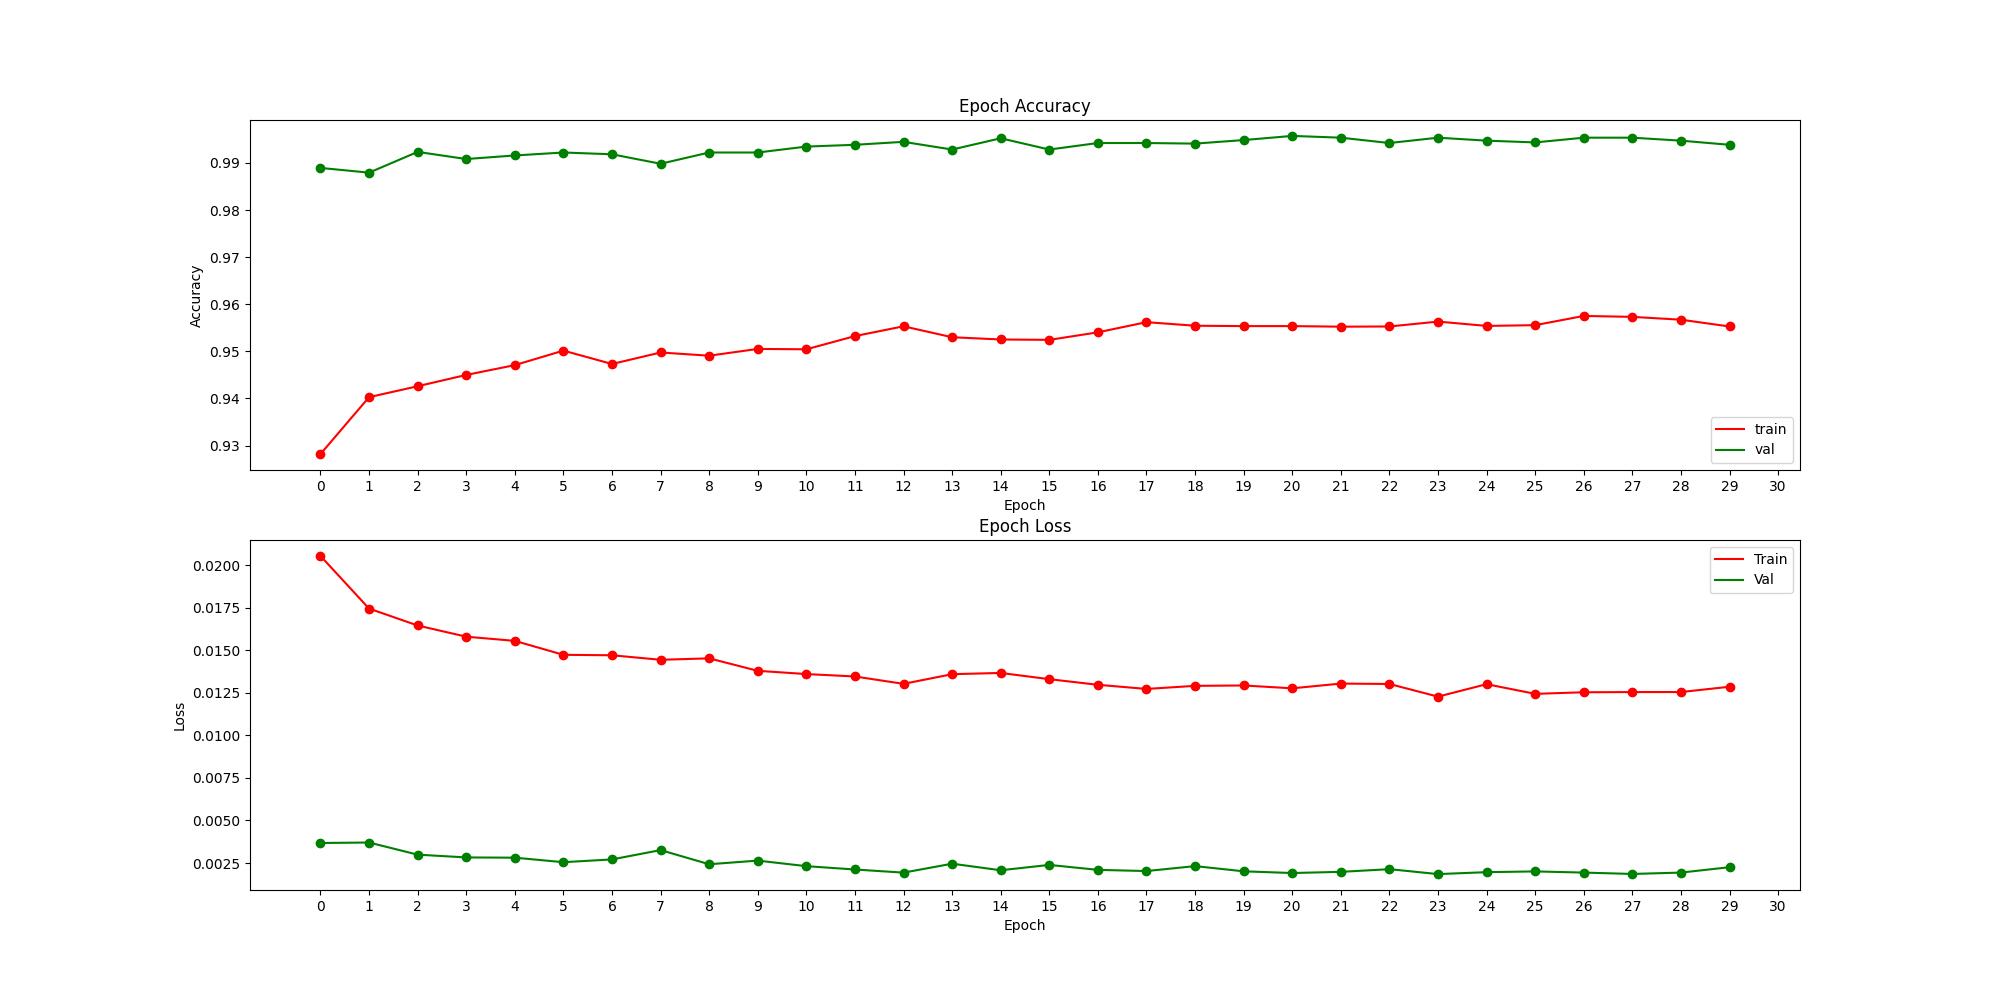 Epoch Accuracy
0.99
0.98
0.97
0.96
0.95
0.94
0.93
Accuracy
train
val
0 1 2 3 4 5 6 7 8 9 10 11 12 13 14 15 16 17 18 19 20 21 22 23 24 25 26 27 28 29 30
Epoch
Epoch Loss
0.0200
0.0175
0.0150
0.0125
0.0100
0.0075
0.0050
0.0025
Loss
Train
Val
0 1 2 3 4 5 6 7 8 9 10 11 12 13 14 15 16 17 18 19 20 21 22 23 24 25 26 27 28 29 30
Epoch